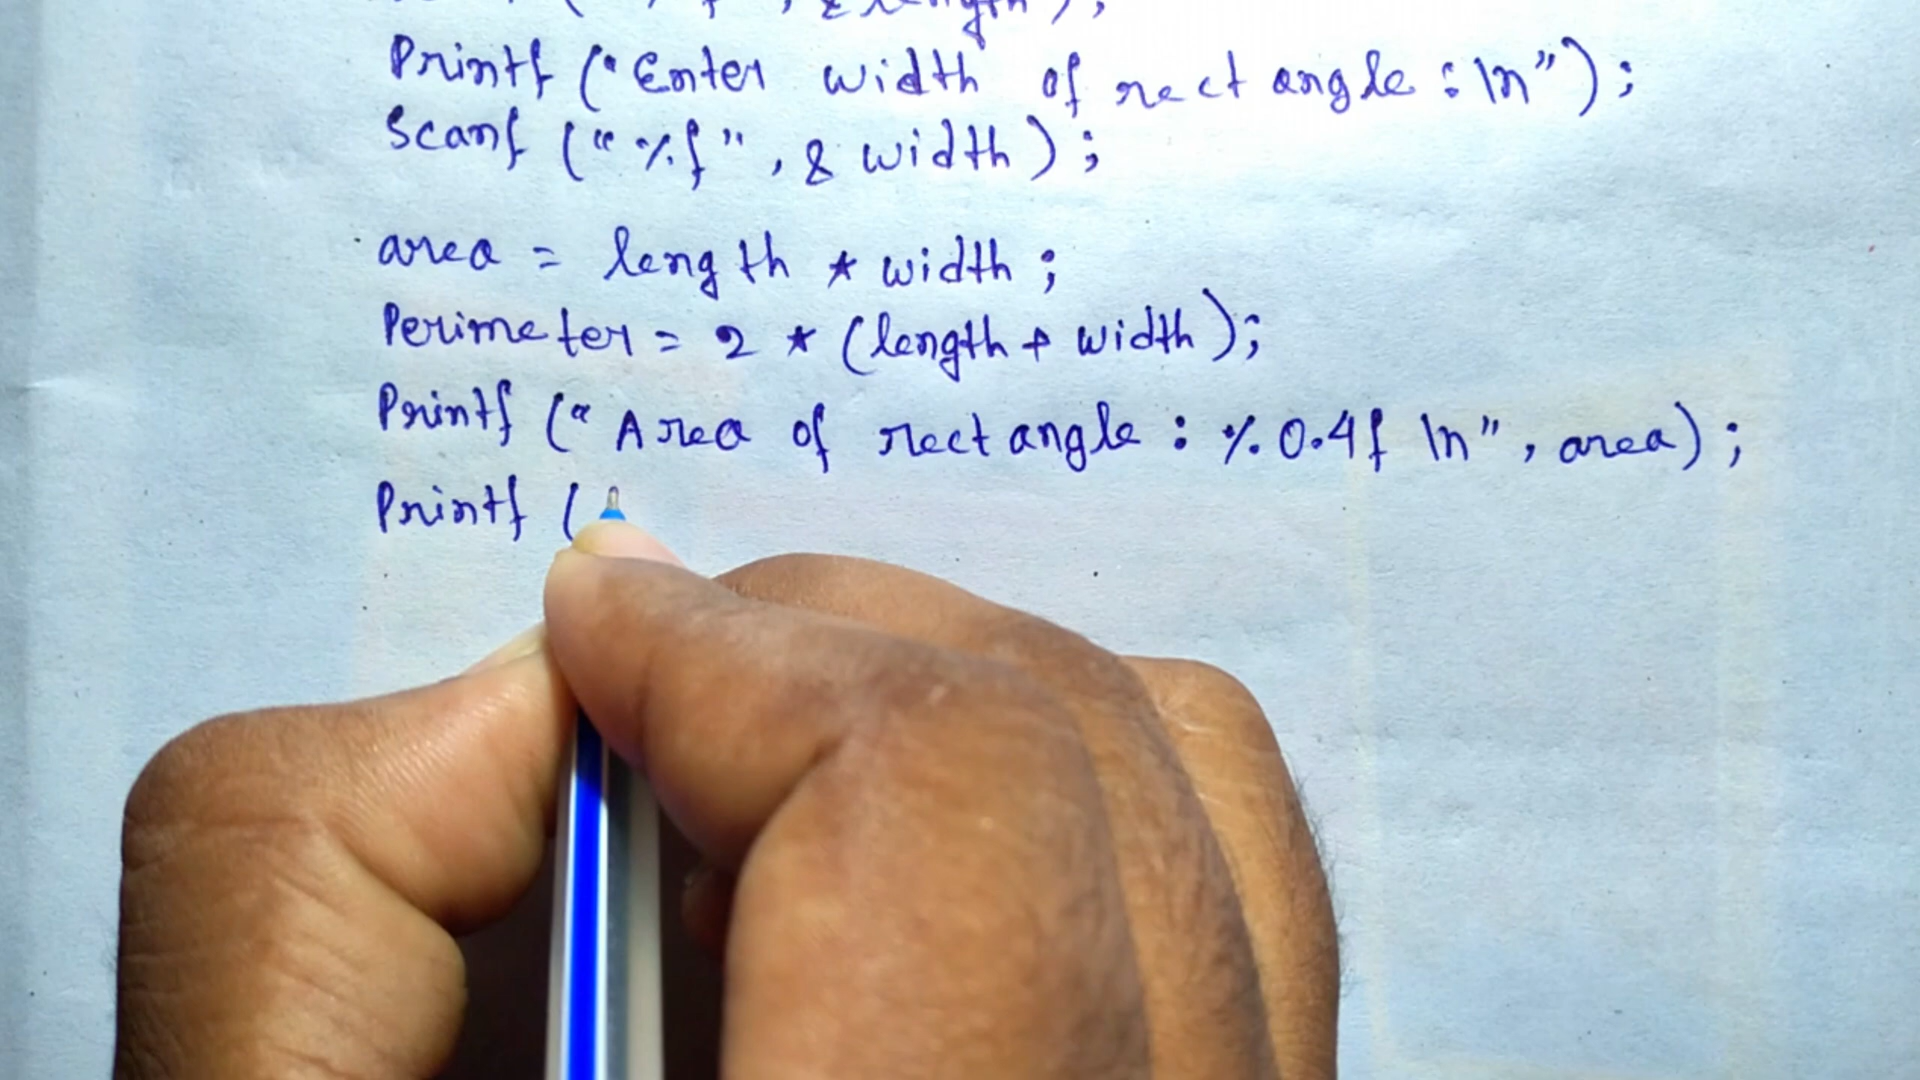 ", &length);
Printf ("Enter width of rectangle : \n");
Scanf ("%f", & width);
area = length * width;
Perimeter = 2 * (length + width);
Printf ("Area of rectangle : %0.4f \n", area);
Printf (